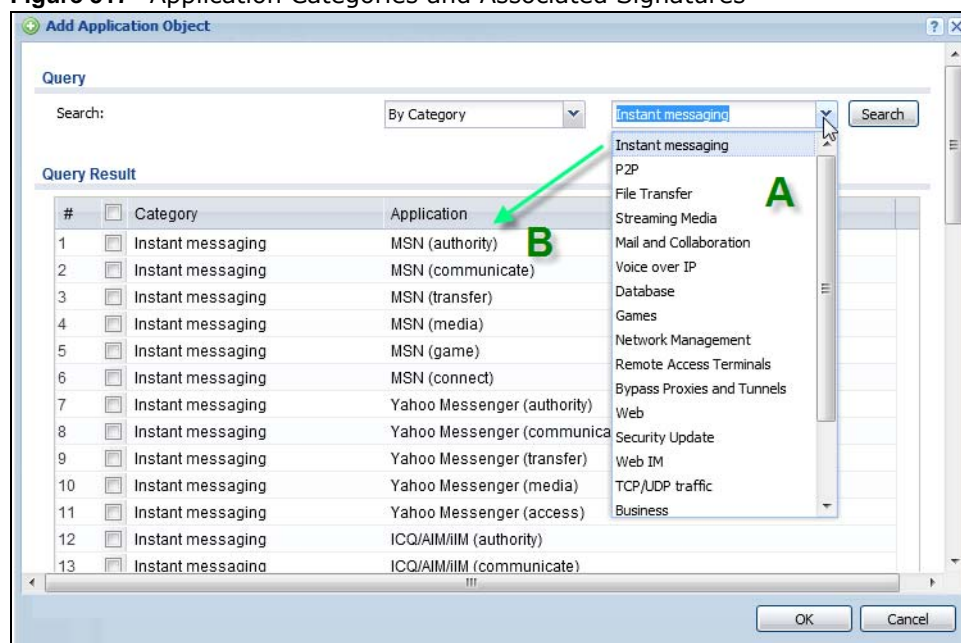 Figure 317 Application Categories and Associated Signatures
Add Application Object
Query
Search:
By Category
Instant messaging
Search
Instant messaging
P2P
File Transfer
Streaming Media
Mail and Collaboration
Voice over IP
Database
Games
Network Management
Remote Access Terminals
Bypass Proxies and Tunnels
Web
Security Update
Web IM
TCP/UDP traffic
Business
A
B
Query Result
# Category Application
1 Instant messaging MSN (authority)
2 Instant messaging MSN (communicate)
3 Instant messaging MSN (transfer)
4 Instant messaging MSN (media)
5 Instant messaging MSN (game)
6 Instant messaging MSN (connect)
7 Instant messaging Yahoo Messenger (authority)
8 Instant messaging Yahoo Messenger (communica
9 Instant messaging Yahoo Messenger (transfer)
10 Instant messaging Yahoo Messenger (media)
11 Instant messaging Yahoo Messenger (access)
12 Instant messaging ICQ/AIM/iIM (authority)
13 Instant messaging ICQ/AIM/iIM (communicate)
OK
Cancel